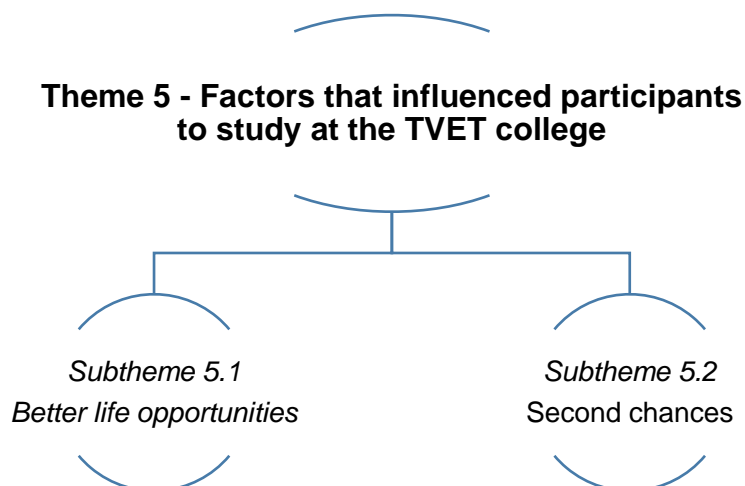 Theme 5 - Factors that influenced participants
to study at the TVET college
Subtheme 5.1
Better life opportunities
Subtheme 5.2
Second chances